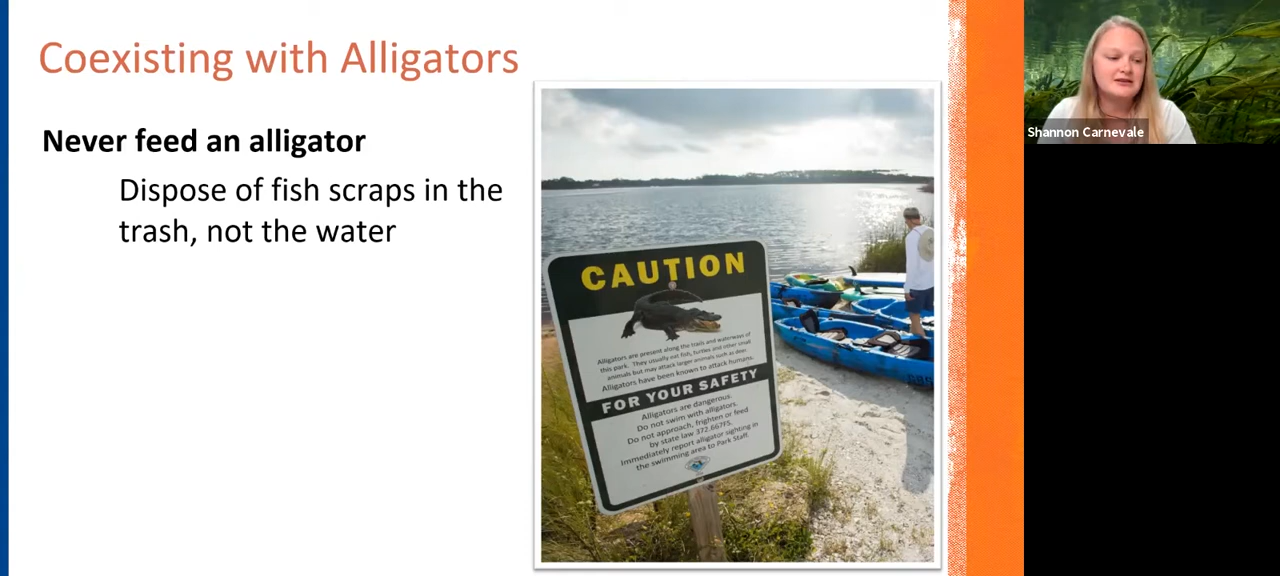 Coexisting with Alligators
Never feed an alligator
Dispose of fish scraps in the
trash, not the water
CAUTION
Alligators are present along the trails and waterways of
this park. They usually eat fish, turtles and other small
animals but may attack larger animals such as deer.
Alligators have been known to attack humans.
FOR YOUR SAFETY
Alligators are dangerous.
Do not swim with alligators.
Do not approach, frighten or feed
by state law 372.667FS.
Immediately report alligator sighting in
the swimming area to Park Staff.
Shannon Carnevale